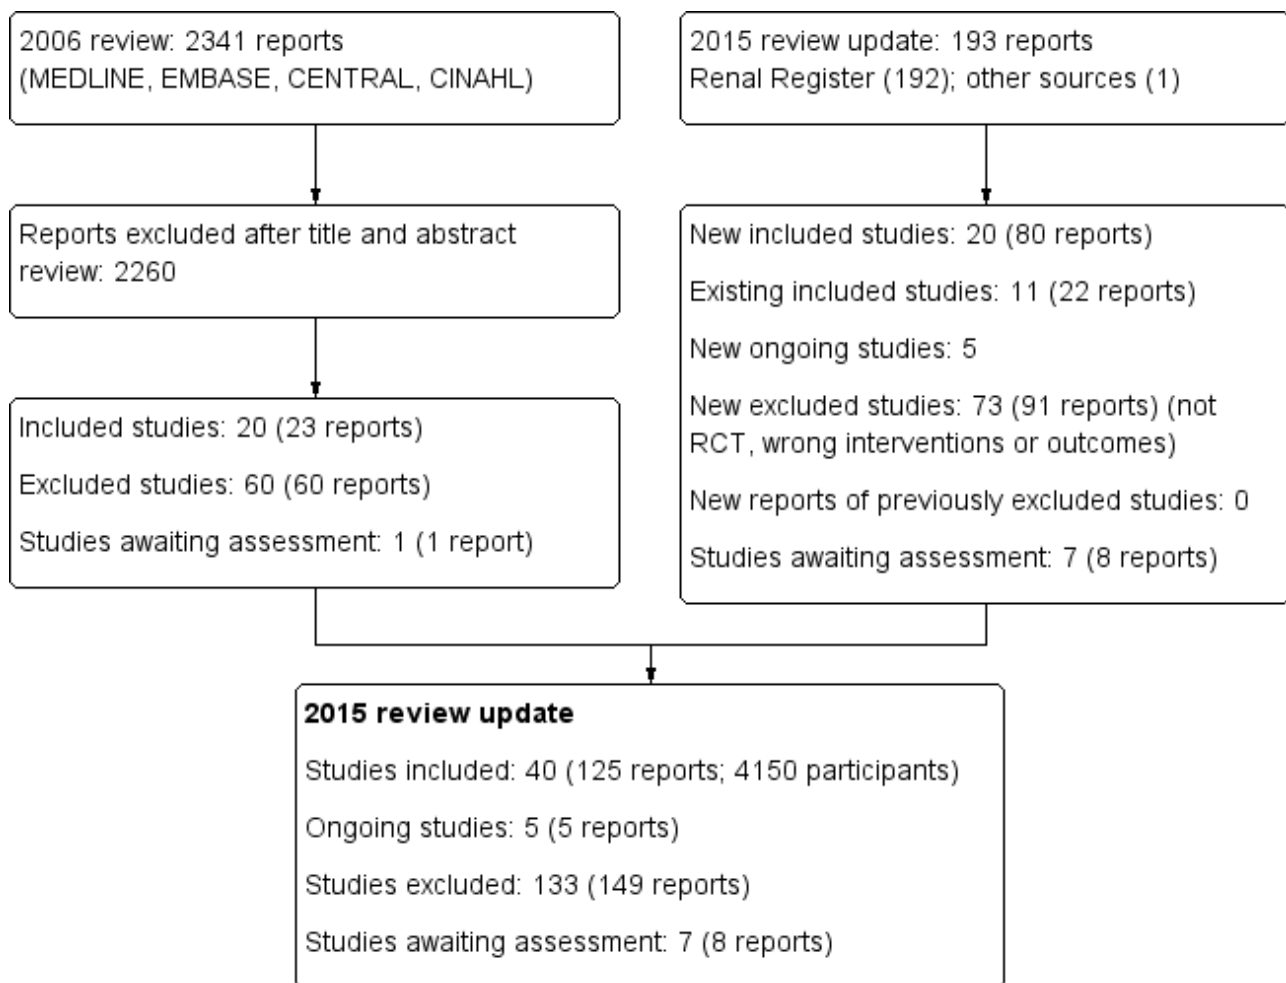 2006 review: 2341 reports
(MEDLINE, EMBASE, CENTRAL, CINAHL)
2015 review update: 193 reports
Renal Register (192); other sources (1)
Reports excluded after title and abstract
review: 2260
New included studies: 20 (80 reports)
Existing included studies: 11 (22 reports)
New ongoing studies: 5
New excluded studies: 73 (91 reports) (not
RCT, wrong interventions or outcomes)
New reports of previously excluded studies: 0
Studies awaiting assessment: 7 (8 reports)
Included studies: 20 (23 reports)
Excluded studies: 60 (60 reports)
Studies awaiting assessment: 1 (1 report)
2015 review update
Studies included: 40 (125 reports; 4150 participants)
Ongoing studies: 5 (5 reports)
Studies excluded: 133 (149 reports)
Studies awaiting assessment: 7 (8 reports)